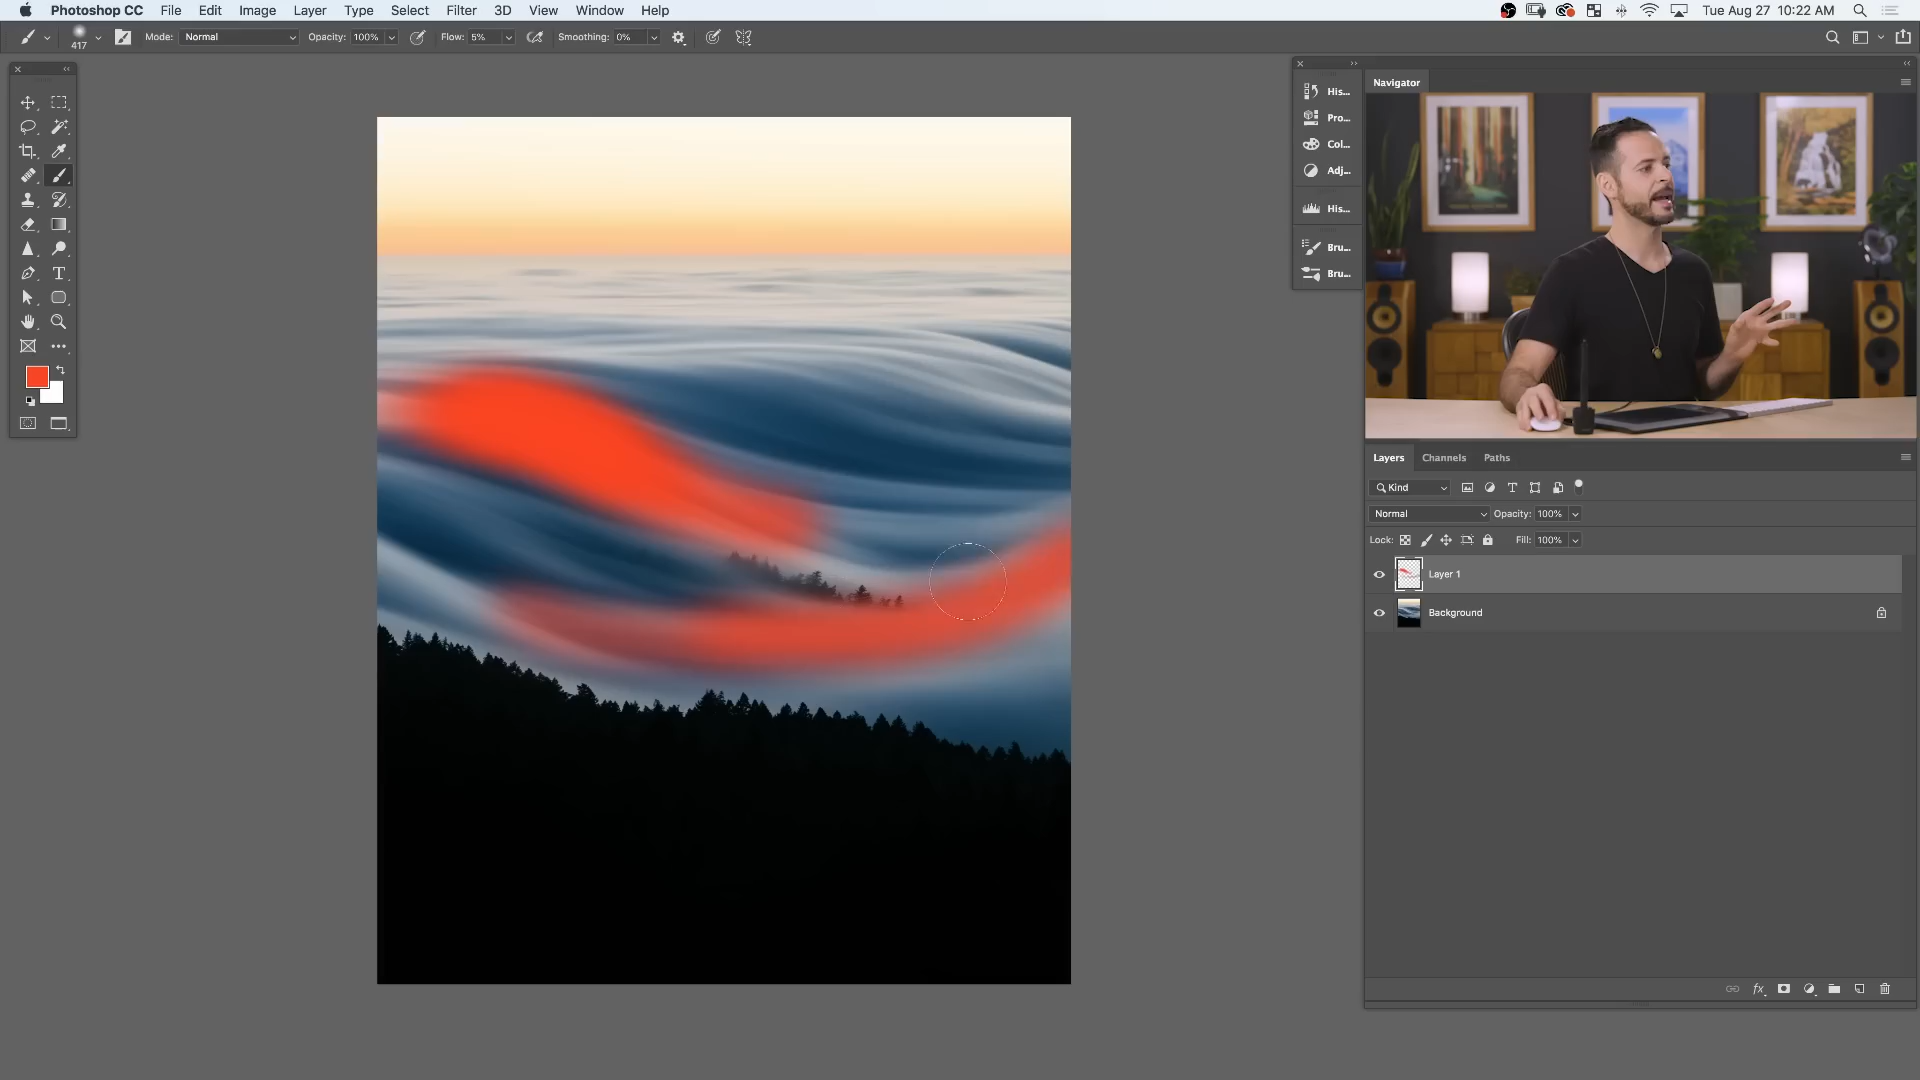 Photoshop CC File Edit Image Layer Type Select Filter 3D View Window Help Tue Aug 27 10:22 AM
417 Mode: Normal Opacity: 100% Flow: 5% Smoothing: 0%
His...
Pro...
Col...
Adj...
His...
Bru...
Bru...
Navigator
Layers Channels Paths
Kind
Normal Opacity: 100%
Lock: Fill: 100%
Layer 1
Background
fx